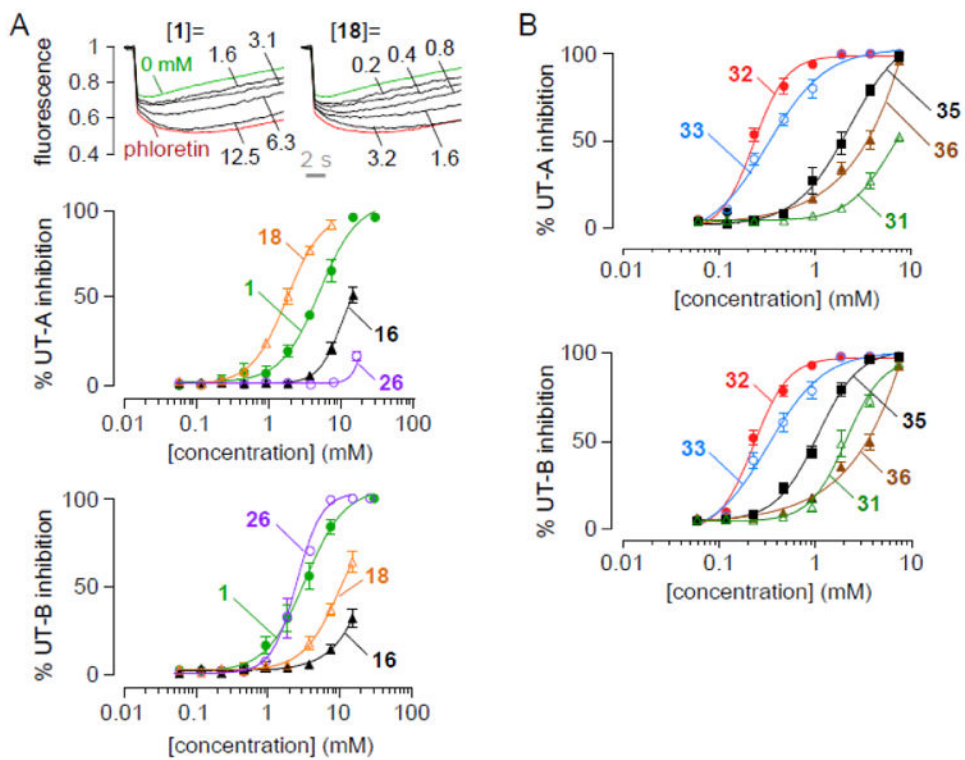 A
[1]=
3.1
1.6
0 mM
[18]=
0.8
0.4
0.2
fluorescence
1
0.8
0.6
0.4
phloretin
12.5
6.3
2 s
3.2
1.6
% UT-A inhibition
100
50
0
18
1
16
26
0.01 0.1 1 10 100
[concentration] (mM)
% UT-B inhibition
100
50
0
26
1
18
16
0.01 0.1 1 10 100
[concentration] (mM)
B
% UT-A inhibition
100
50
0
32
33
35
36
31
0.01 0.1 1 10
[concentration] (mM)
% UT-B inhibition
100
50
0
32
33
35
36
31
0.01 0.1 1 10
[concentration] (mM)